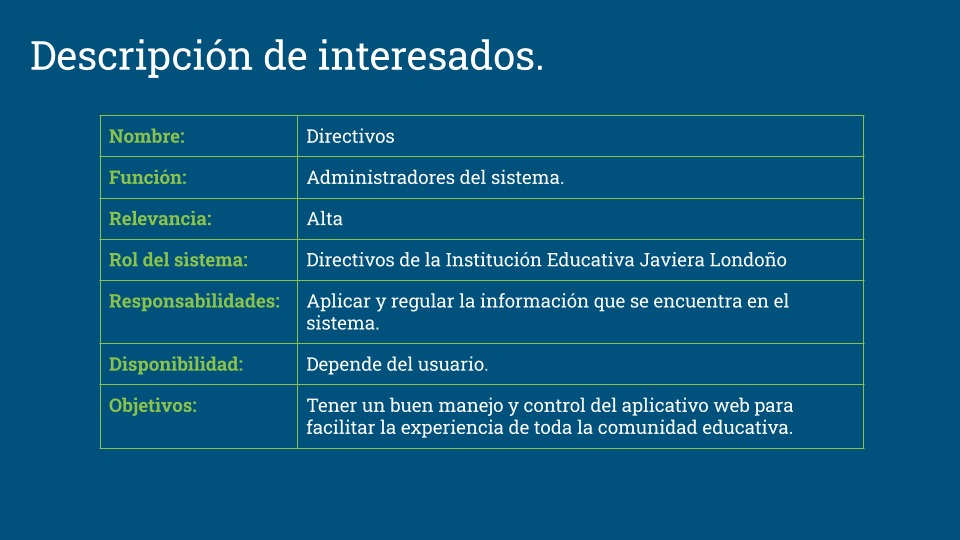 Descripción de interesados.
Nombre: Directivos
Función: Administradores del sistema.
Relevancia: Alta
Rol del sistema: Directivos de la Institución Educativa Javiera Londoño
Responsabilidades: Aplicar y regular la información que se encuentra en el
sistema.
Disponibilidad: Depende del usuario.
Objetivos: Tener un buen manejo y control del aplicativo web para
facilitar la experiencia de toda la comunidad educativa.